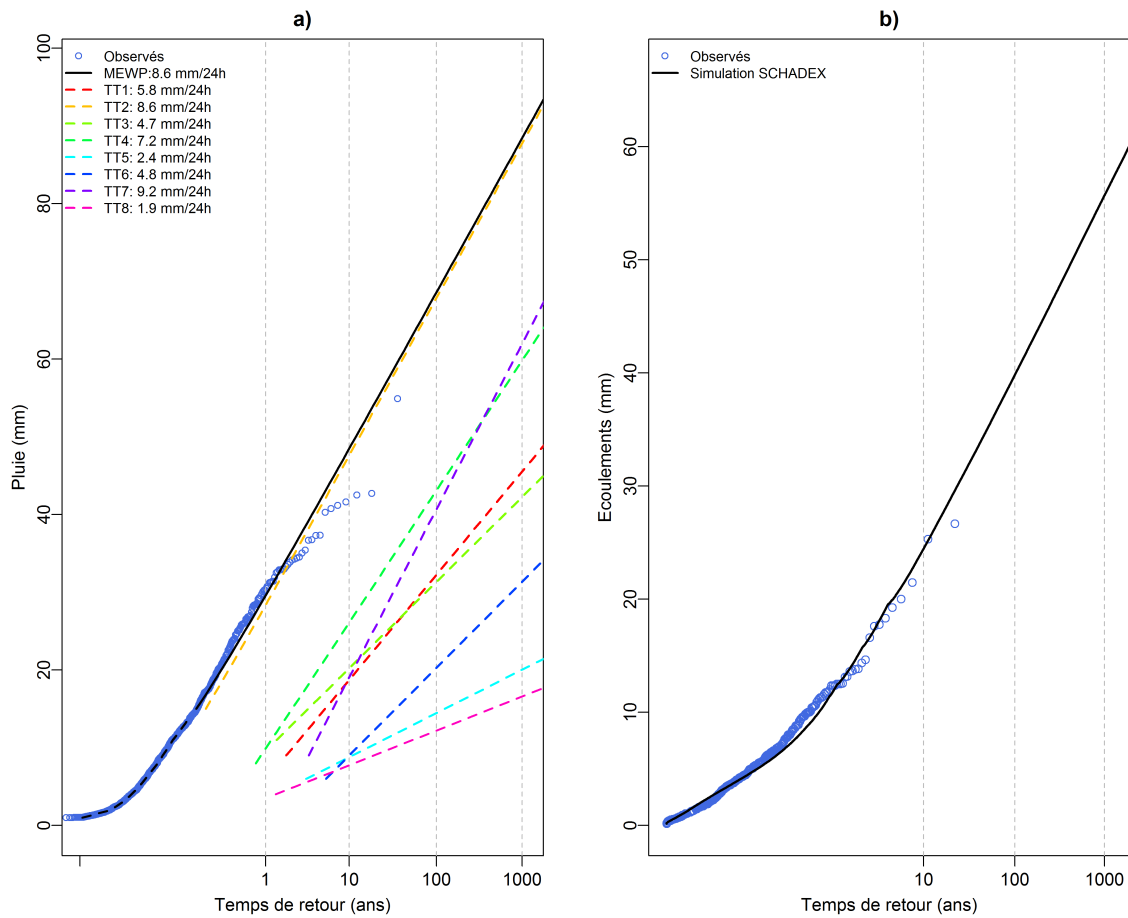 a)
Observés
MEWP:8.6 mm/24h
TT1: 5.8 mm/24h
TT2: 8.6 mm/24h
TT3: 4.7 mm/24h
TT4: 7.2 mm/24h
TT5: 2.4 mm/24h
TT6: 4.8 mm/24h
TT7: 9.2 mm/24h
TT8: 1.9 mm/24h
Pluie (mm)
100
80
60
40
20
0
1 10 100 1000
Temps de retour (ans)
b)
Observés
Simulation SCHADEX
Ecoulements (mm)
60
50
40
30
20
10
0
10 100 1000
Temps de retour (ans)